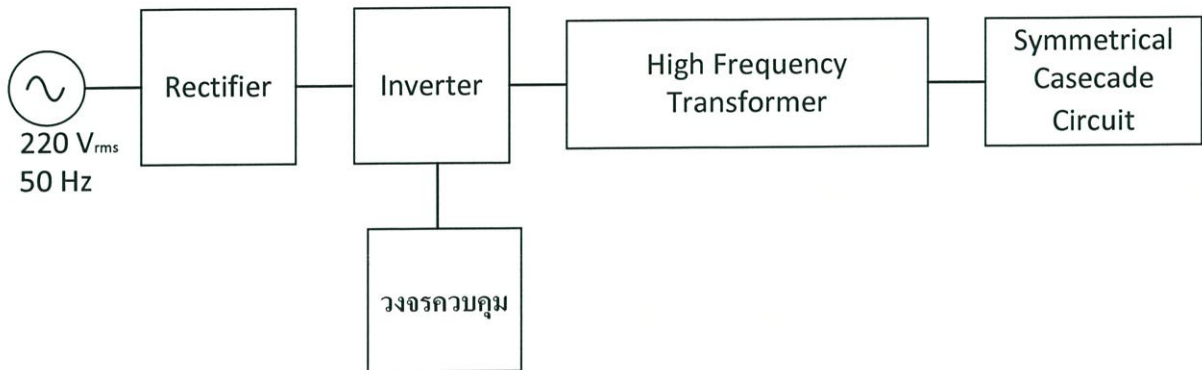 220 Vrms
50 Hz
Rectifier
Inverter
High Frequency
Transformer
Symmetrical
Casecade
Circuit
วงจรควบคุม